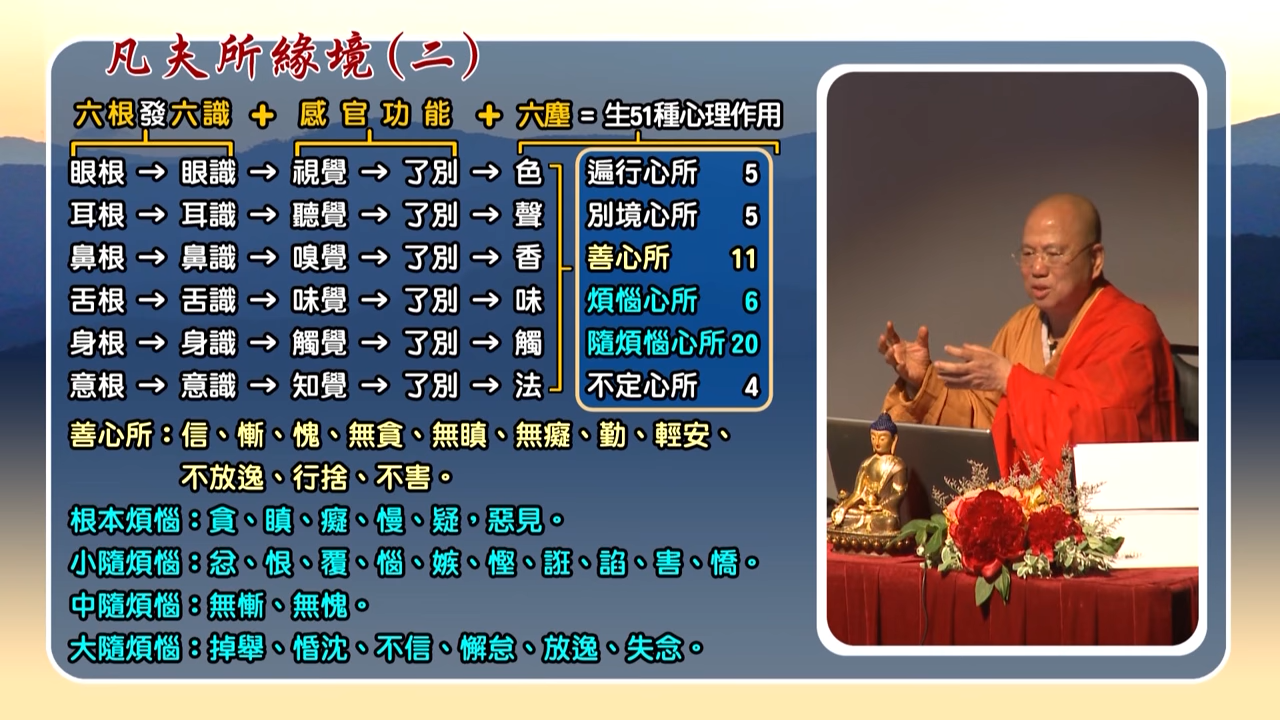 凡夫所緣境(二)
六根發六識 + 感官功能 + 六塵 = 生51種心理作用
眼根 → 眼識 → 視覺 → 了別 → 色 遍行心所 5
耳根 → 耳識 → 聽覺 → 了別 → 聲 別境心所 5
鼻根 → 鼻識 → 嗅覺 → 了別 → 香 善心所 11
舌根 → 舌識 → 味覺 → 了別 → 味 煩惱心所 6
身根 → 身識 → 觸覺 → 了別 → 觸 隨煩惱心所 20
意根 → 意識 → 知覺 → 了別 → 法 不定心所 4
善心所：信、慚、愧、無貪、無瞋、無癡、勤、輕安、
不放逸、行捨、不害。
根本煩惱：貪、瞋、癡、慢、疑，惡見。
小隨煩惱：忿、恨、覆、惱、嫉、慳、誑、諂、害、憍。
中隨煩惱：無慚、無愧。
大隨煩惱：掉舉、惛沈、不信、懈怠、放逸、失念。